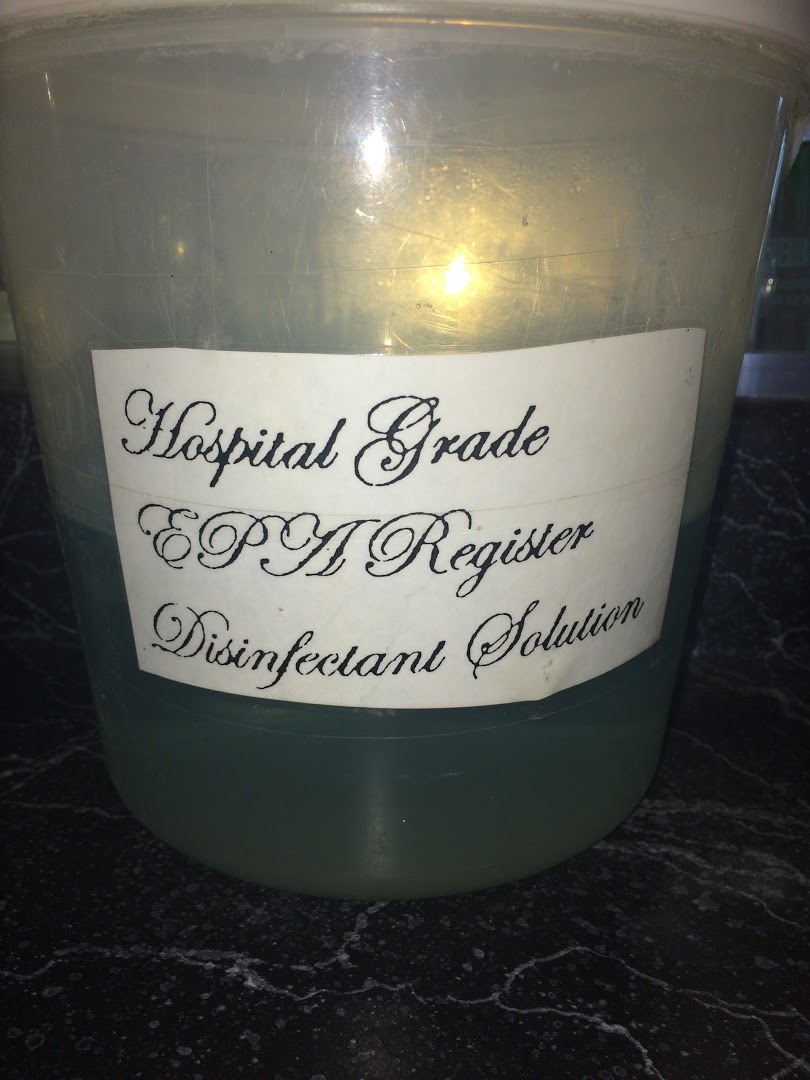 Hospital Grade
EPA Register
Disinfectant Solution